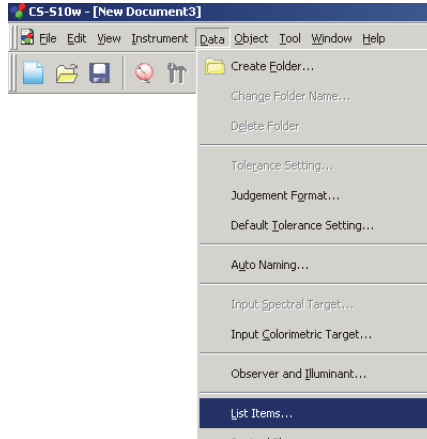 CS-S10w - [New Document3]
File Edit View Instrument Data Object Tool Window Help
Create Folder...
Change Folder Name...
Delete Folder
Tolerance Setting...
Judgement Format...
Default Tolerance Setting...
Auto Naming...
Input Spectral Target...
Input Colorimetric Target...
Observer and Illuminant...
List Items...